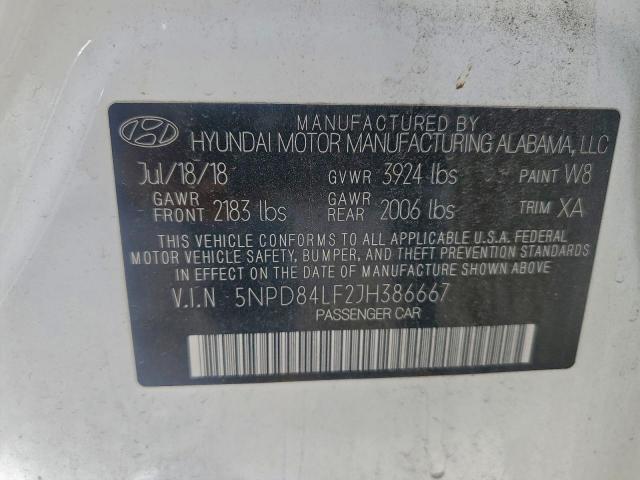 MANUFACTURED BY
HYUNDAI MOTOR MANUFACTURING ALABAMA, LLC
Jul/18/18 GVWR 3924 lbs PAINT W8
GAWR FRONT 2183 lbs GAWR REAR 2006 lbs TRIM XA
THIS VEHICLE CONFORMS TO ALL APPLICABLE U.S.A. FEDERAL
MOTOR VEHICLE SAFETY, BUMPER, AND THEFT PREVENTION STANDARDS
IN EFFECT ON THE DATE OF MANUFACTURE SHOWN ABOVE
V.I.N 5NPD84LF2JH386667
PASSENGER CAR